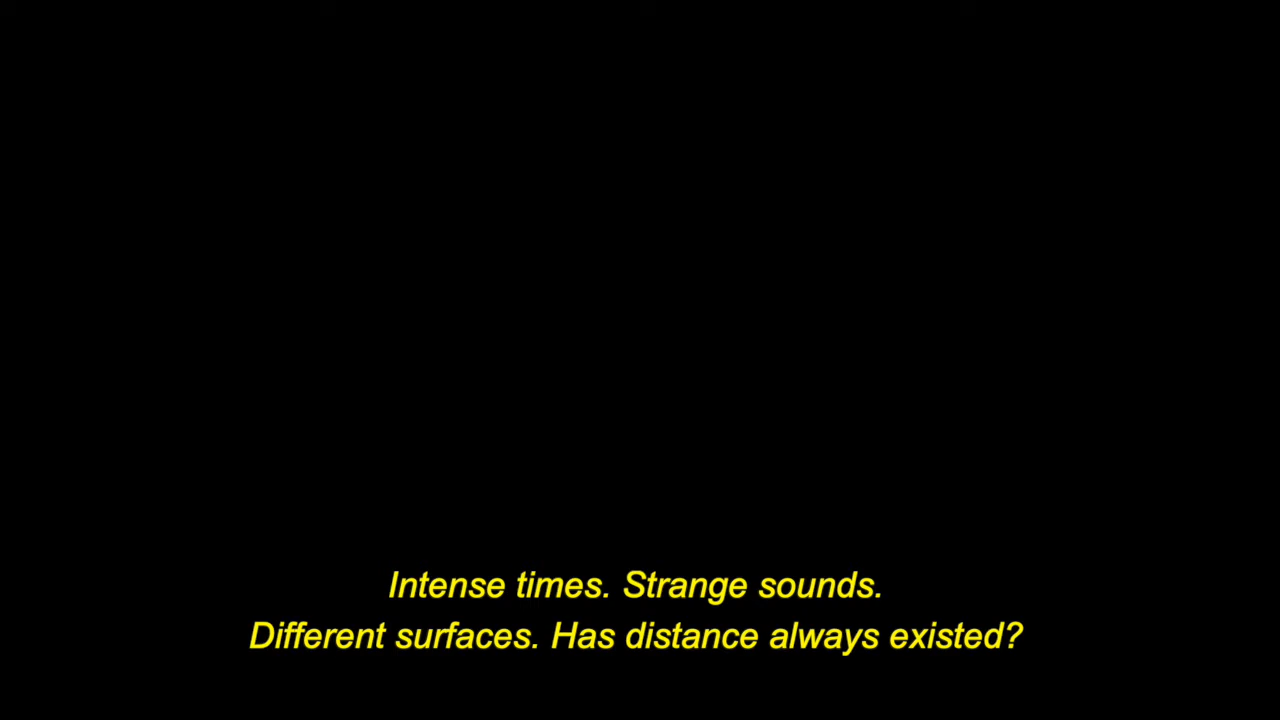 Intense times. Strange sounds.
Different surfaces. Has distance always existed?